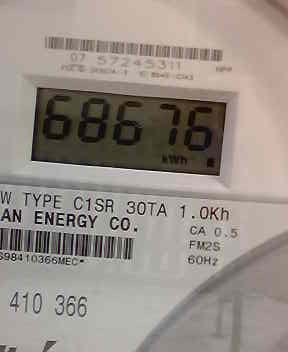 07 57245311
68676
kWh
W TYPE C1SR 30TA 1.0Kh
AN ENERGY CO.
CA 0.5
FM2S
60Hz
S98410366MEC*
410 366